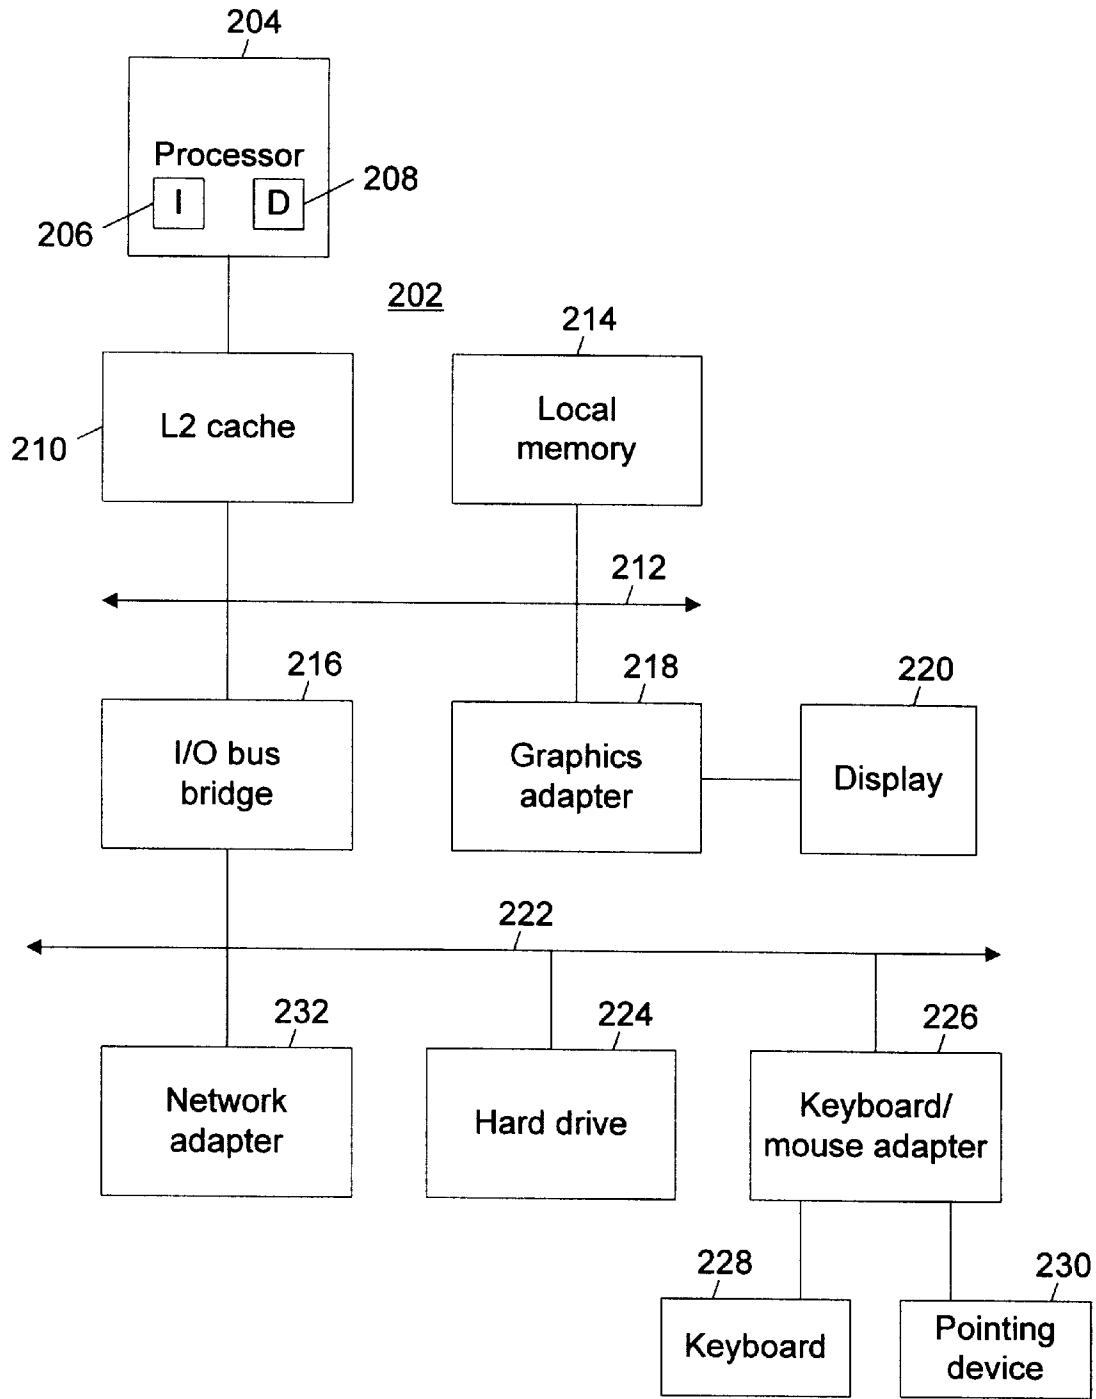 204
Processor
I
D
208
206
202
214
L2 cache
Local
memory
210
212
216
218
220
I/O bus
bridge
Graphics
adapter
Display
222
232
224
226
Network
adapter
Hard drive
Keyboard/
mouse adapter
228
230
Keyboard
Pointing
device